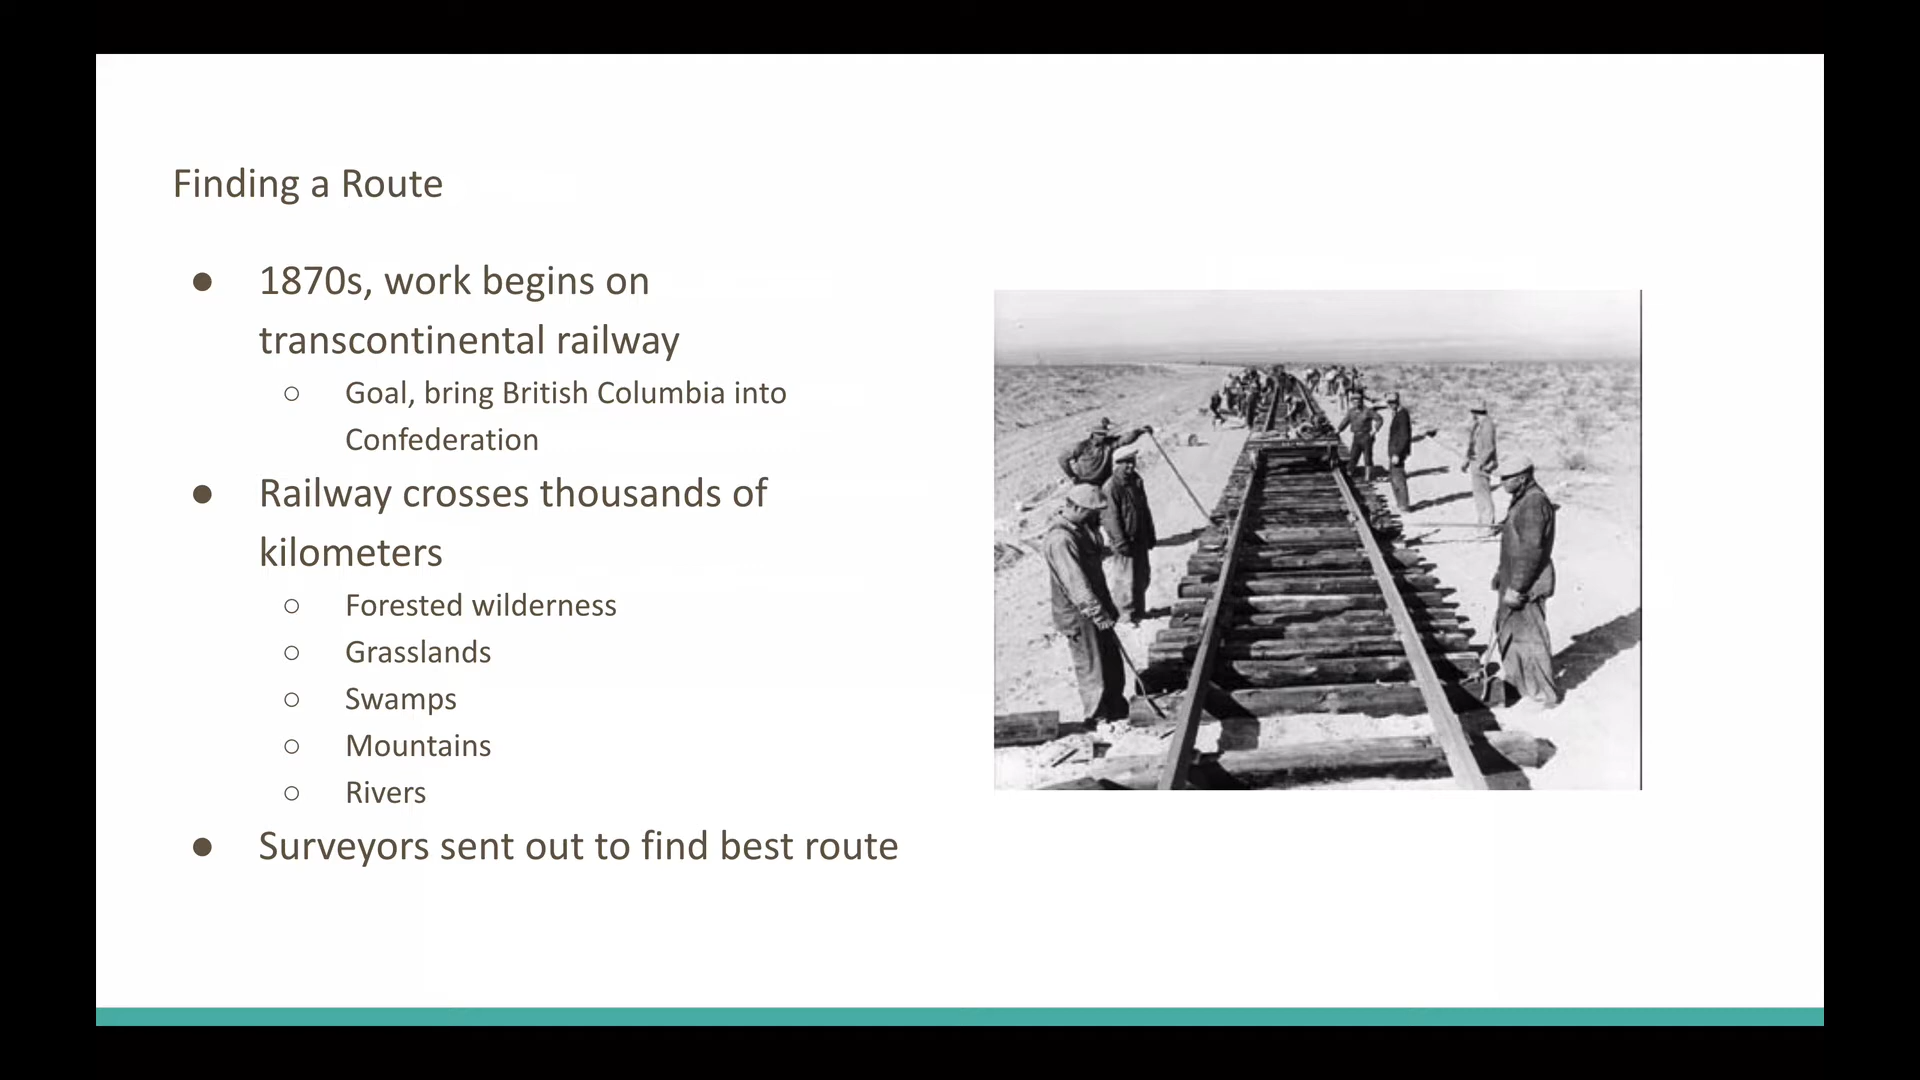 Finding a Route
● 1870s, work begins on
transcontinental railway
○ Goal, bring British Columbia into
Confederation
● Railway crosses thousands of
kilometers
○ Forested wilderness
○ Grasslands
○ Swamps
○ Mountains
○ Rivers
● Surveyors sent out to find best route